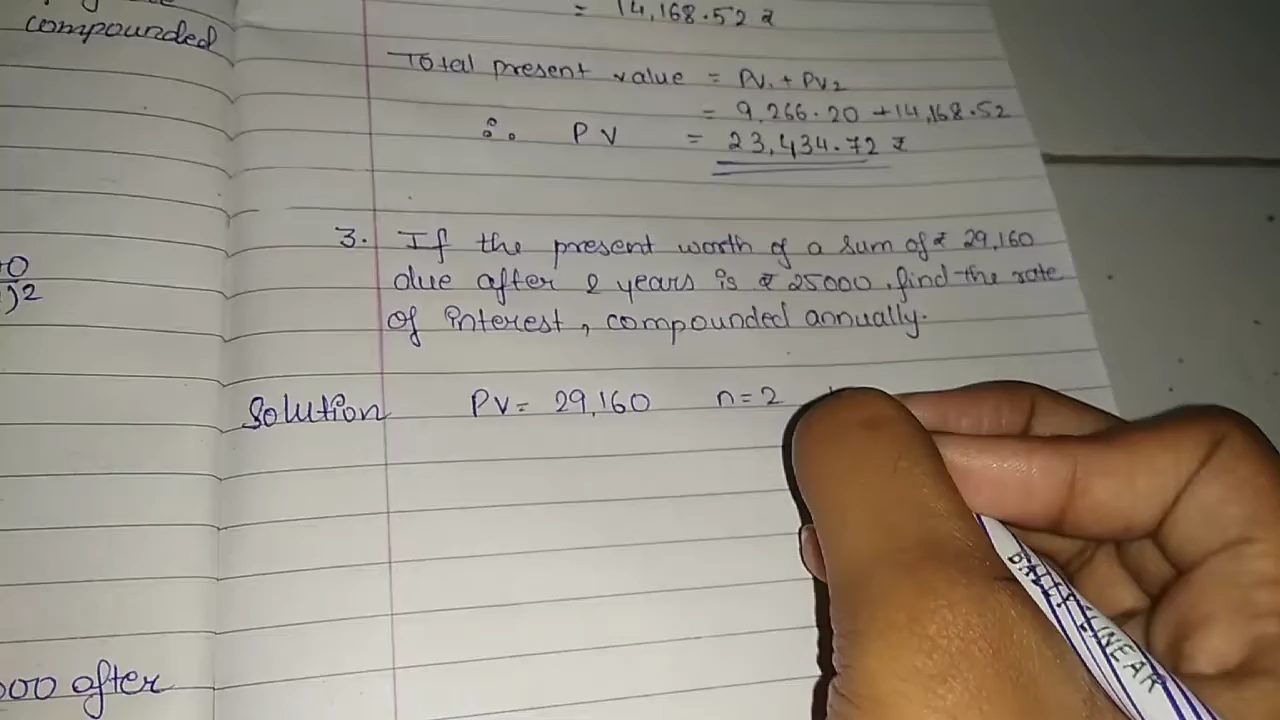 compounded
= 14,168.52 ₹
Total present value = PV1 + PV2
= 9,266.20 + 14,168.52
∴ PV = 23,434.72 ₹
3. If the present worth of a sum of ₹ 29,160
due after 2 years is ₹ 25000, find the rate
of interest, compounded annually.
Solution PV = 29,160 n = 2
000 after
BALLY LINEAR